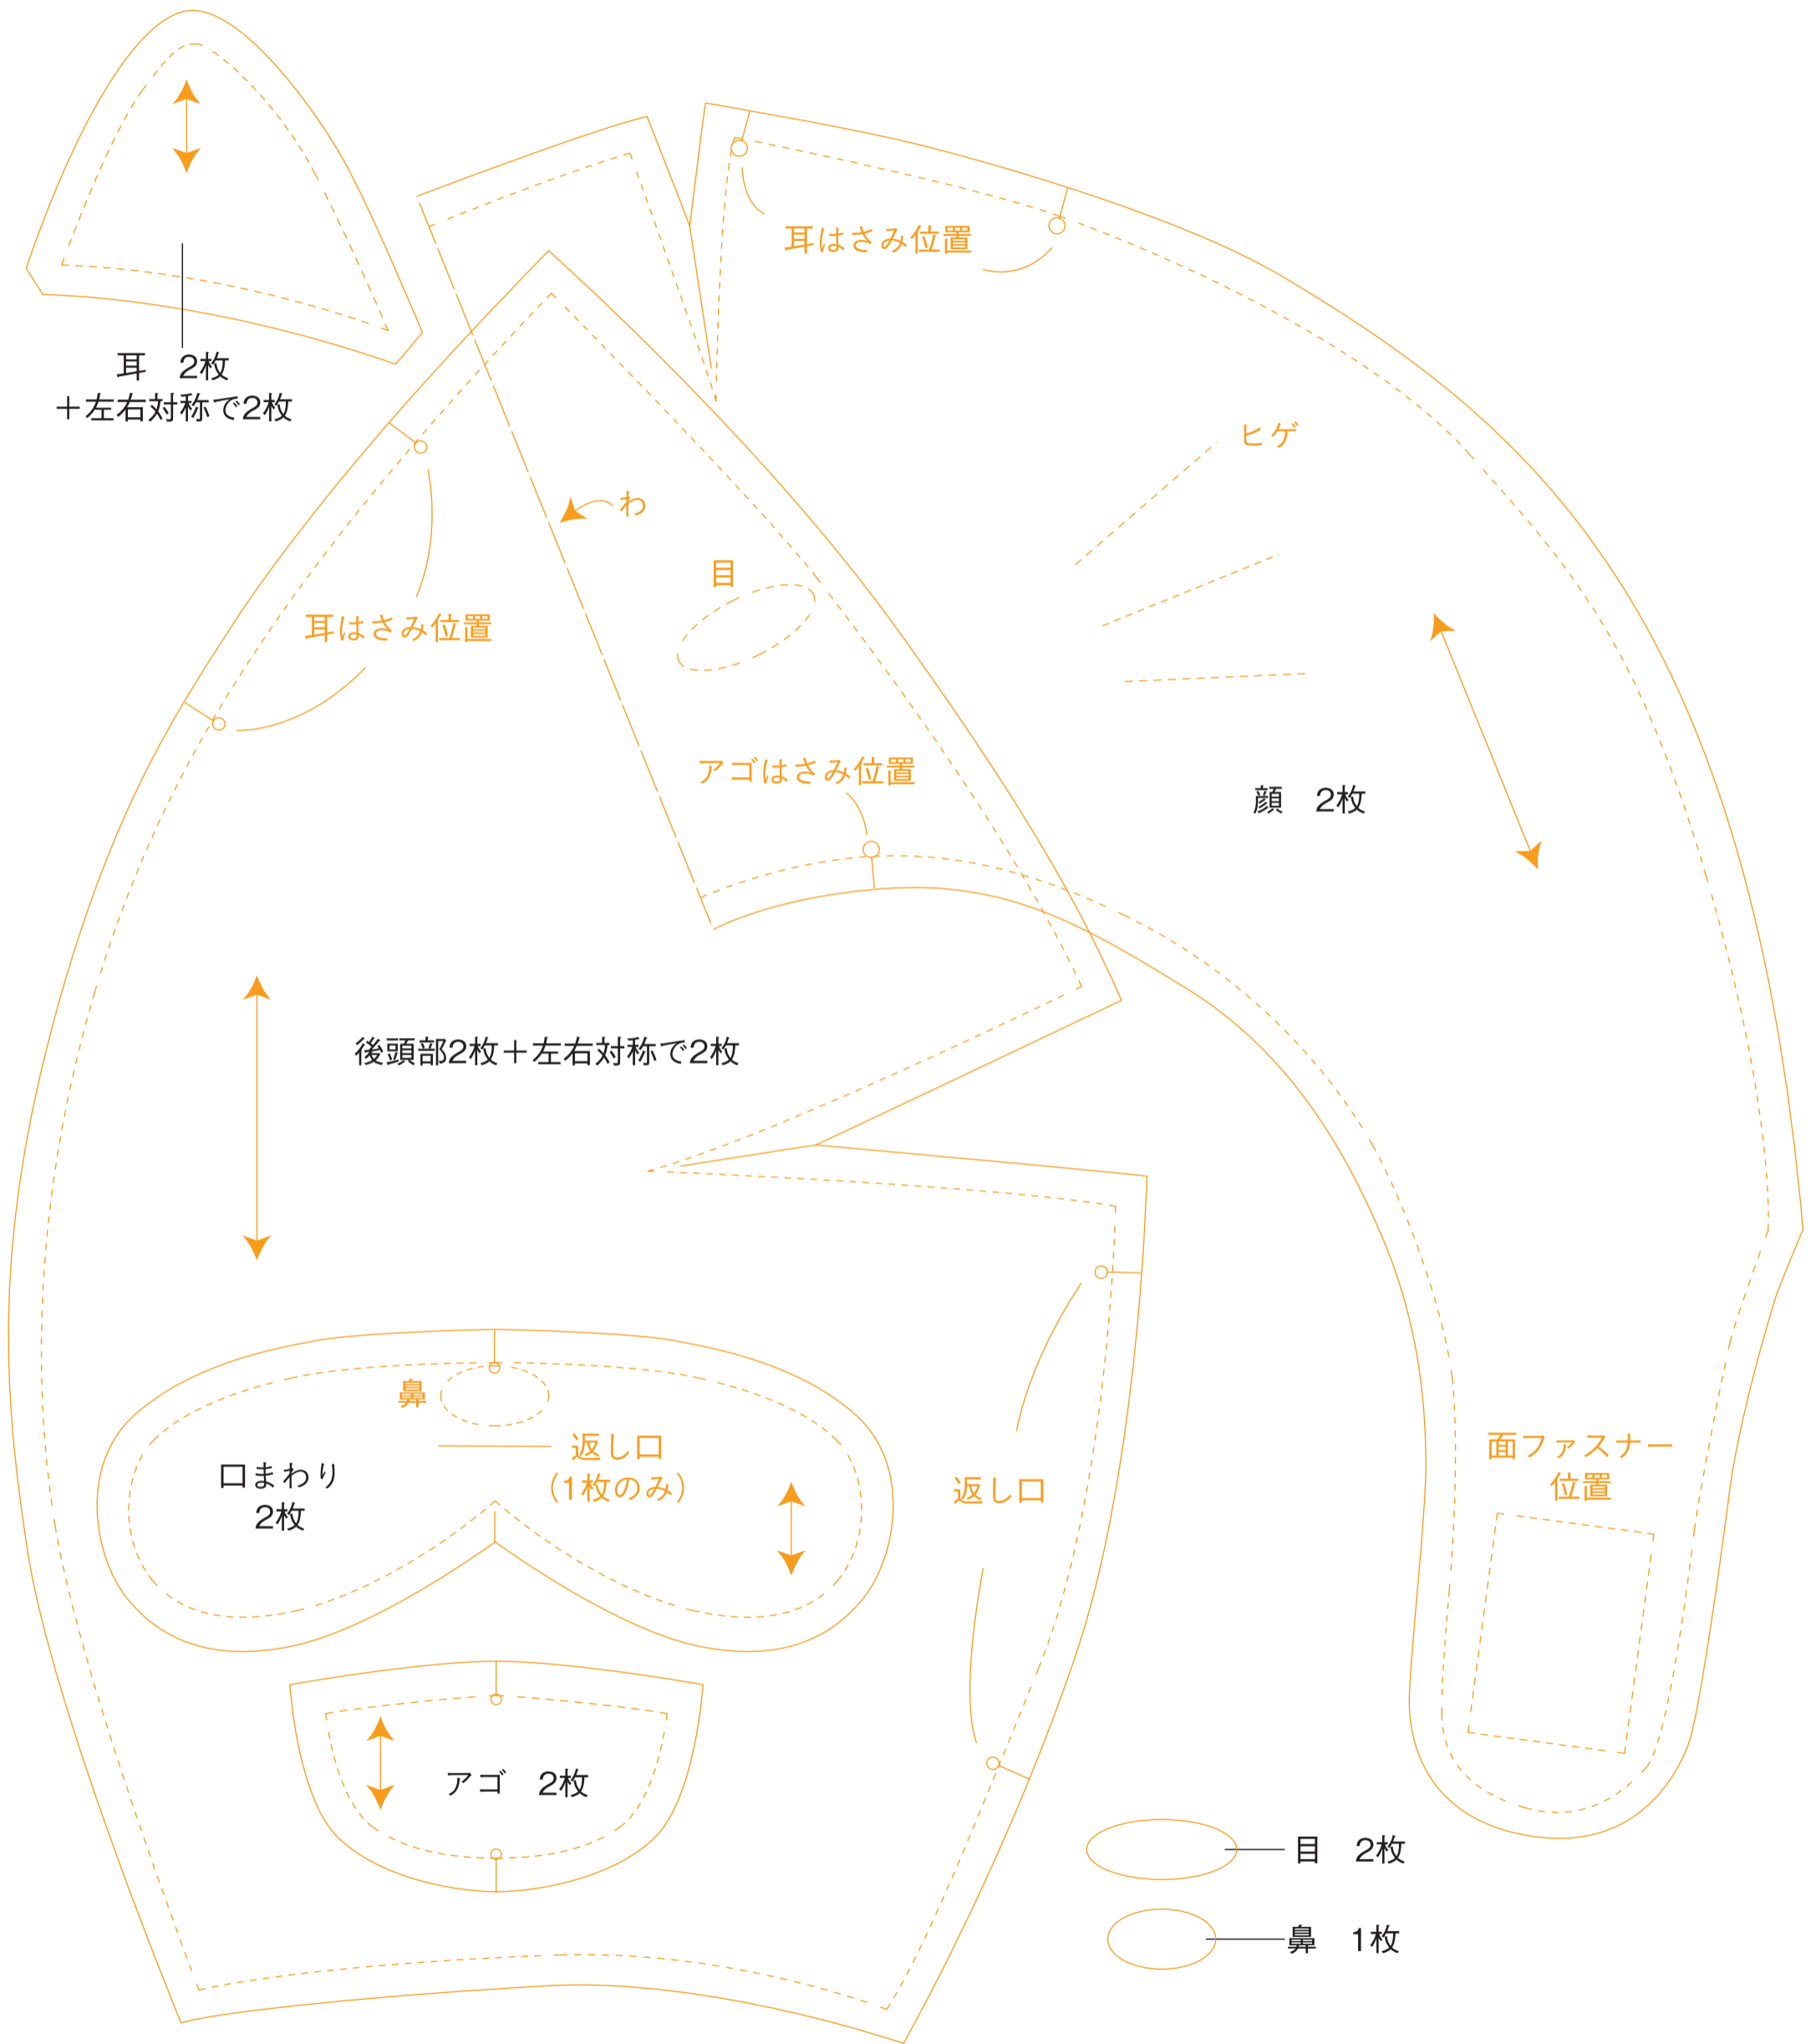 耳はさみ位置
耳　2枚
＋左右対称で2枚
ヒゲ
わ
目
耳はさみ位置
アゴはさみ位置
顔　2枚
後頭部2枚＋左右対称で2枚
鼻
返し口
（1枚のみ）
口まわり
2枚
返し口
面ファスナー
位置
アゴ　2枚
目　2枚
鼻　1枚